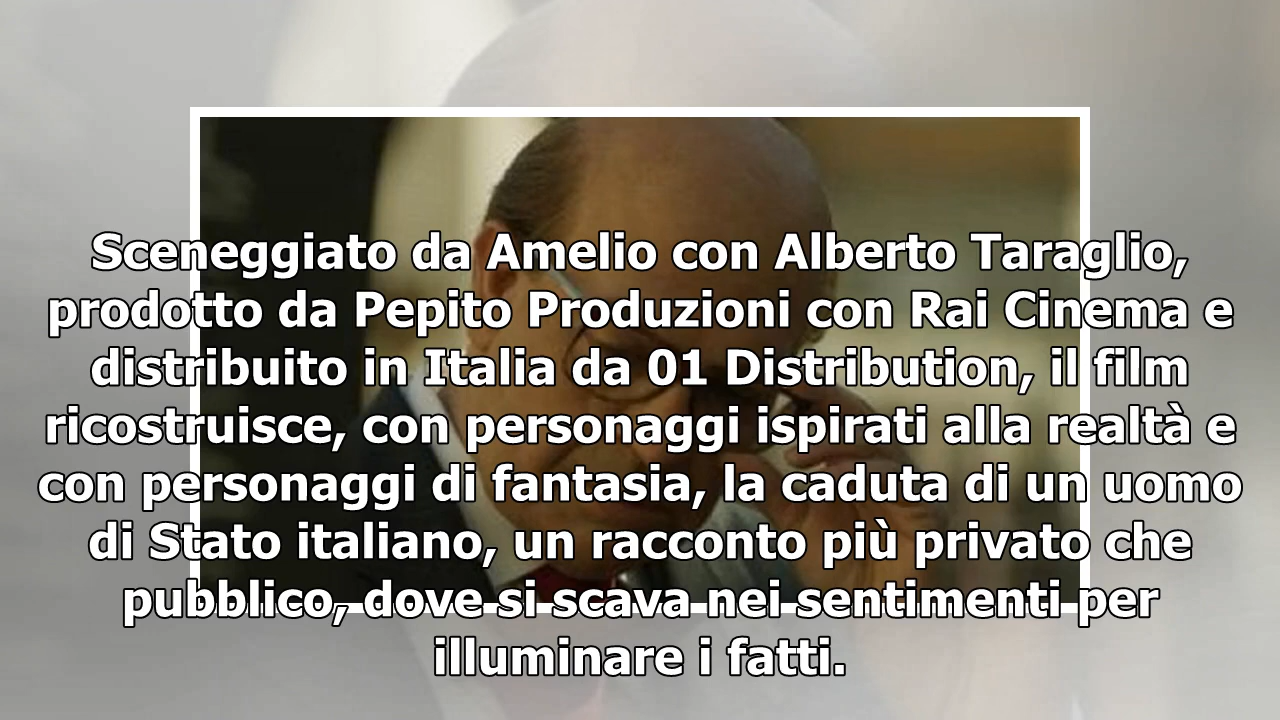 Sceneggiato da Amelio con Alberto Taraglio,
prodotto da Pepito Produzioni con Rai Cinema e
distribuito in Italia da 01 Distribution, il film
ricostruisce, con personaggi ispirati alla realtà e
con personaggi di fantasia, la caduta di un uomo
di Stato italiano, un racconto più privato che
pubblico, dove si scava nei sentimenti per
illuminare i fatti.